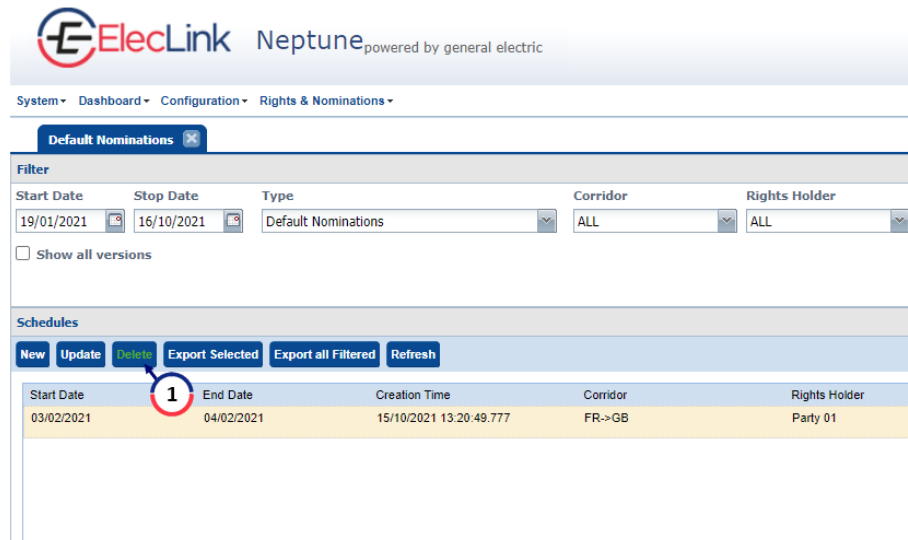 ElecLink Neptune powered by general electric
System Dashboard Configuration Rights & Nominations
Default Nominations
Filter
Start Date Stop Date Type Corridor Rights Holder
19/01/2021 16/10/2021 Default Nominations ALL ALL
Show all versions
Schedules
New Update Delete Export Selected Export all Filtered Refresh
1
Start Date End Date Creation Time Corridor Rights Holder
03/02/2021 04/02/2021 15/10/2021 13:20:49.777 FR->GB Party 01